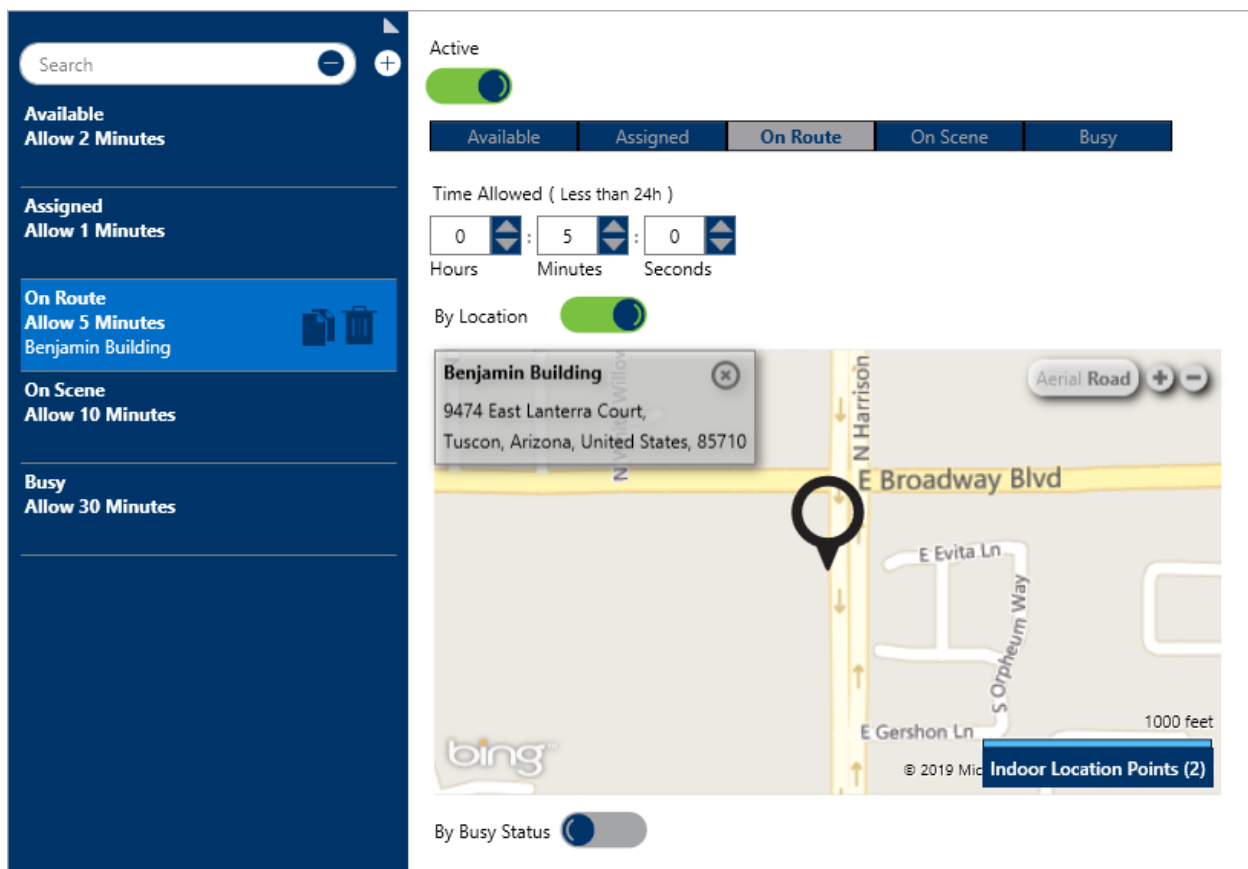 Search
Available
Allow 2 Minutes
Assigned
Allow 1 Minutes
On Route
Allow 5 Minutes
Benjamin Building
On Scene
Allow 10 Minutes
Busy
Allow 30 Minutes
Active
Available Assigned On Route On Scene Busy
Time Allowed ( Less than 24h )
0 : 5 : 0
Hours Minutes Seconds
By Location
Benjamin Building
9474 East Lanterra Court,
Tuscon, Arizona, United States, 85710
Aerial Road
N Harrison
E Broadway Blvd
E Evita Ln
S Orpheum Way
E Gershon Ln
1000 feet
bing
© 2019 Mic
Indoor Location Points (2)
By Busy Status